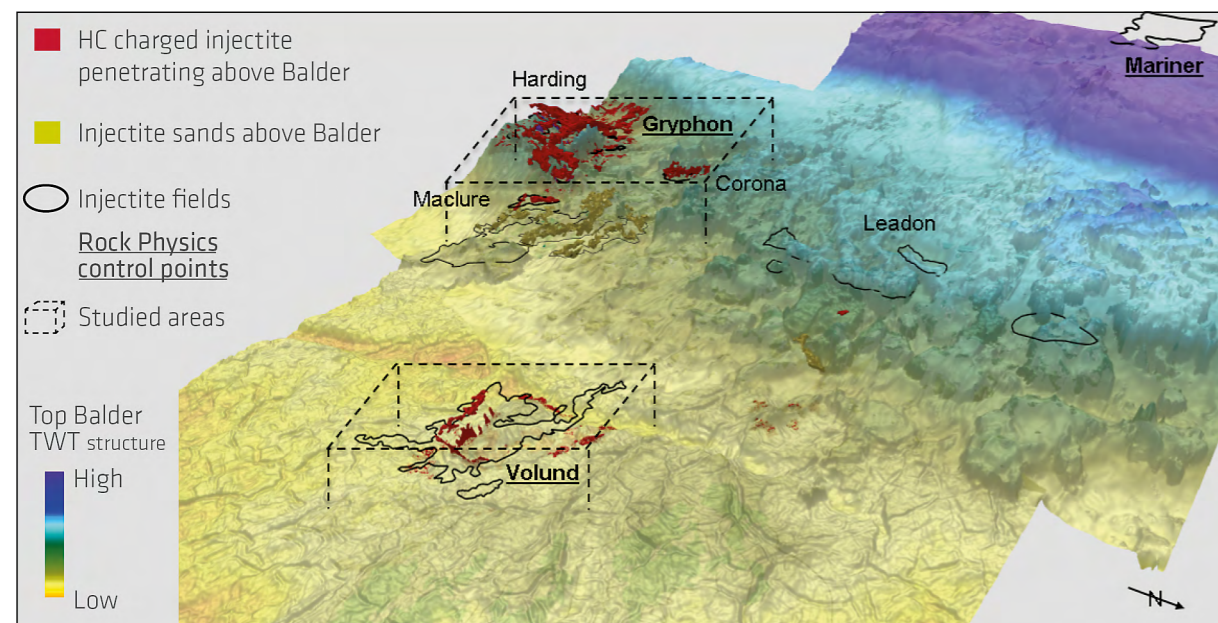 HC charged injectite
penetrating above Balder
Injectite sands above Balder
Injectite fields
Rock Physics
control points
Studied areas
Top Balder
TWT structure
High
Low
Harding
Gryphon
Mariner
Maclure
Corona
Leadon
Volund
N